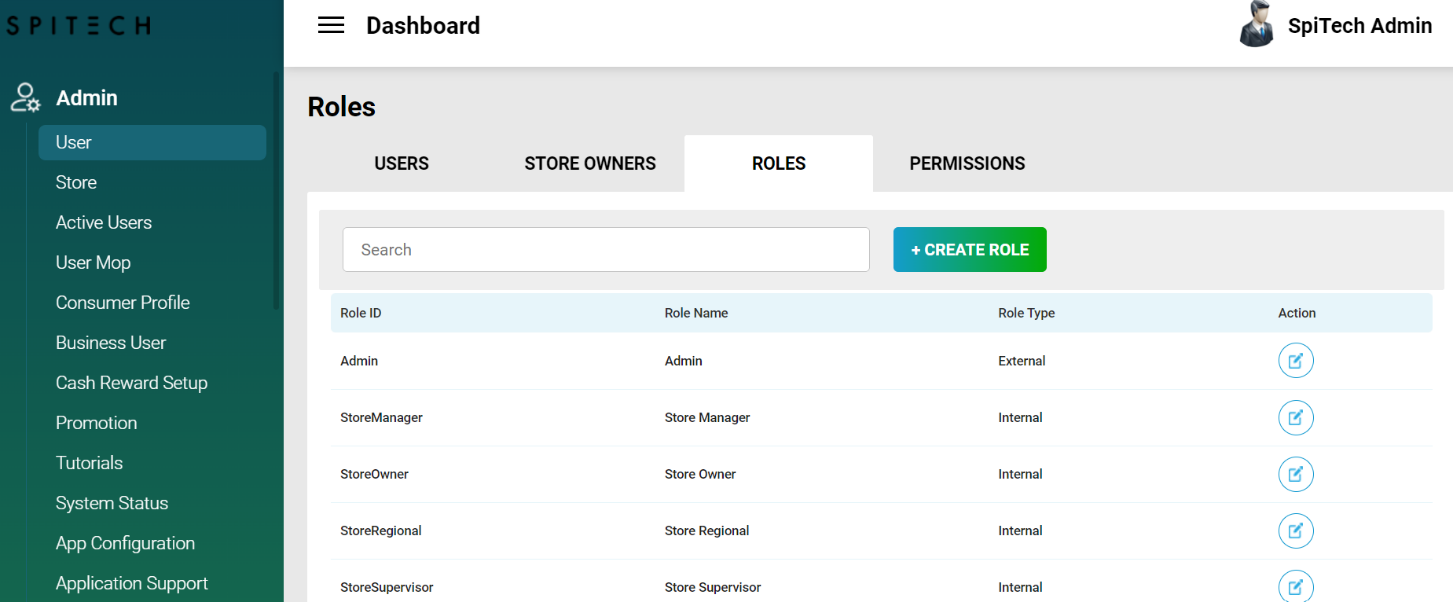 SPITECH
Dashboard
SpiTech Admin
Admin
User
Store
Active Users
User Mop
Consumer Profile
Business User
Cash Reward Setup
Promotion
Tutorials
System Status
App Configuration
Application Support
Roles
USERS STORE OWNERS ROLES PERMISSIONS
Search + CREATE ROLE
Role ID Role Name Role Type Action
Admin Admin External
StoreManager Store Manager Internal
StoreOwner Store Owner Internal
StoreRegional Store Regional Internal
StoreSupervisor Store Supervisor Internal